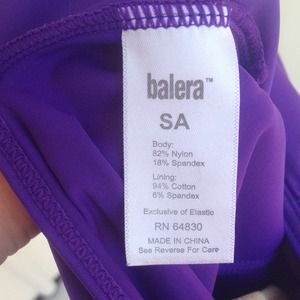 balera™
SA
Body:
82% Nylon
18% Spandex
Lining:
94% Cotton
6% Spandex
Exclusive of Elastic
RN 64830
MADE IN CHINA
See Reverse For Care